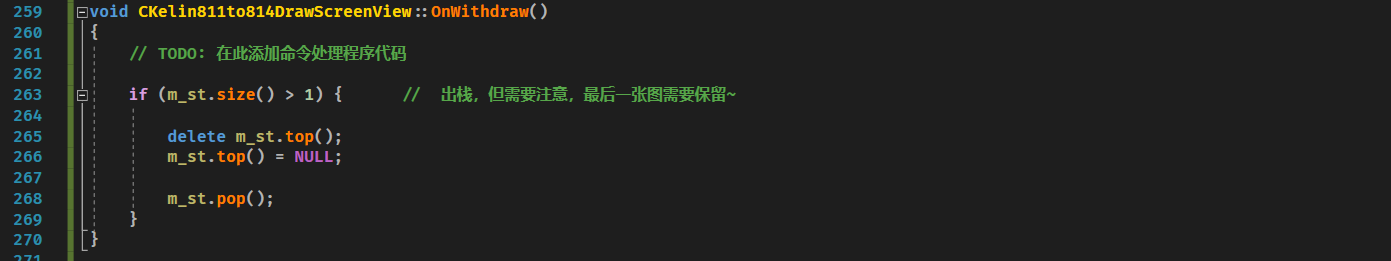 259 void CKelin811to814DrawScreenView::OnWithdraw()
260 {
261 // TODO: 在此添加命令处理程序代码
262
263 if (m_st.size() > 1) { // 出栈，但需要注意，最后一张图需要保留~
264
265 delete m_st.top();
266 m_st.top() = NULL;
267
268 m_st.pop();
269 }
270 }
271